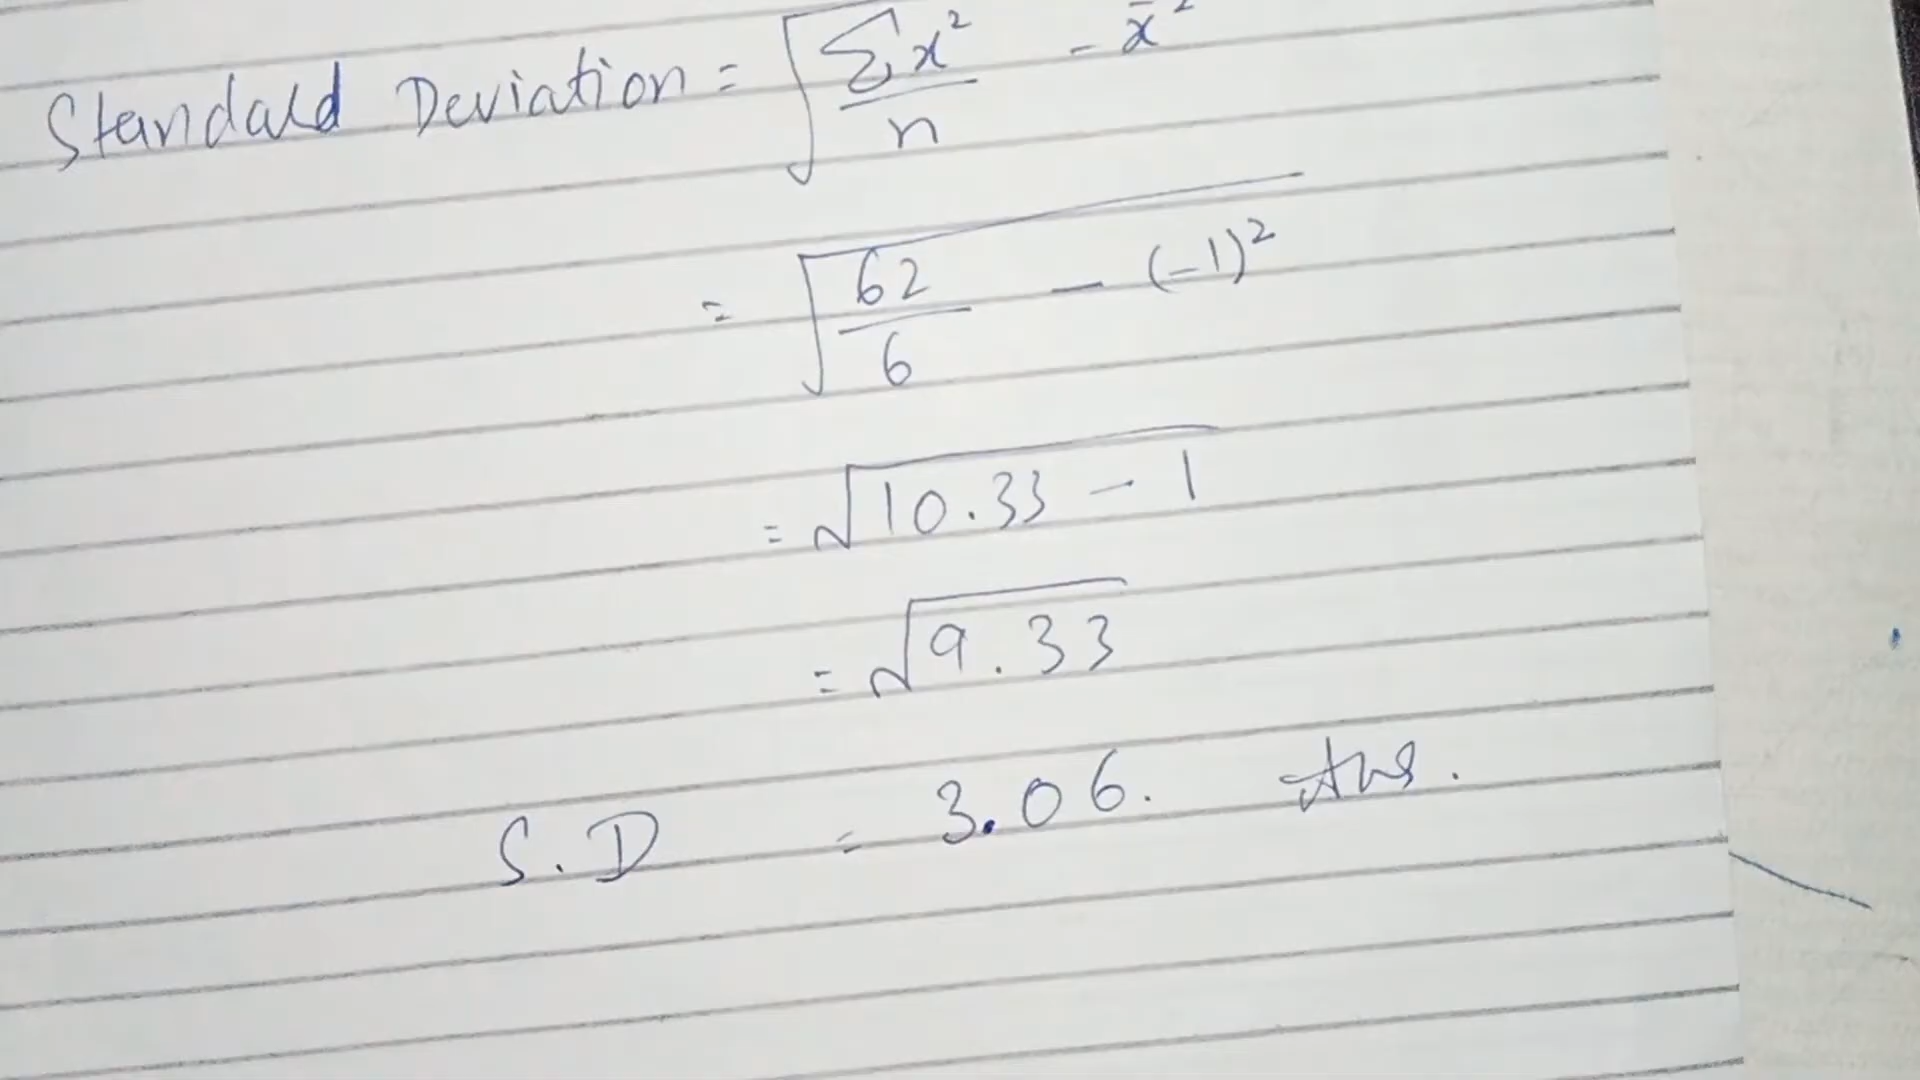 Standard Deviation = √ Σx² / n - x̄²
= √ 62 / 6 - (-1)²
= √10.33 - 1
= √9.33
S.D = 3.06. Ans.